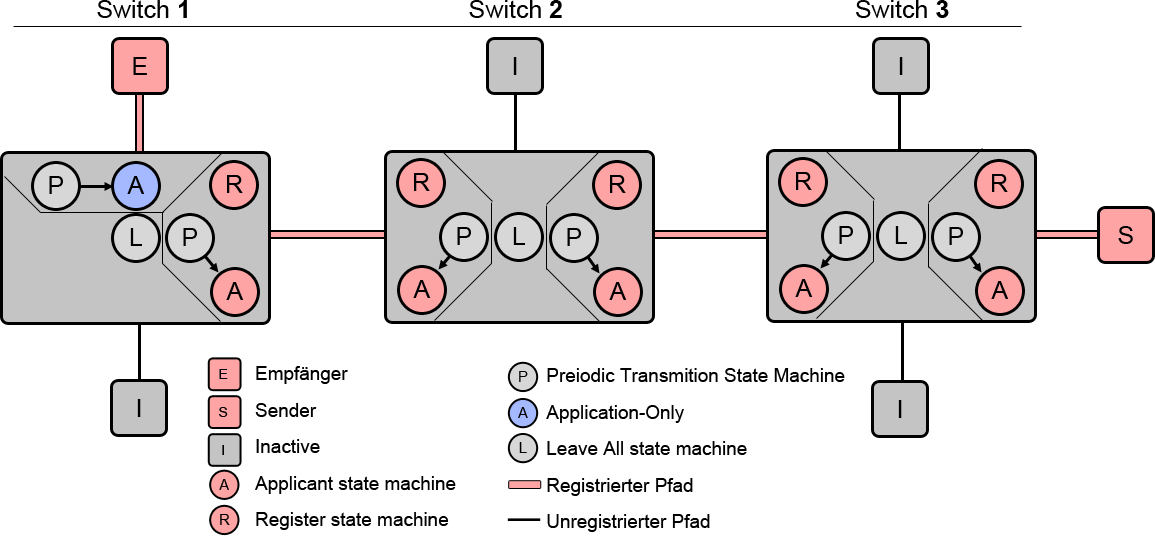 Switch 1
Switch 2
Switch 3
E
I
I
P
A
R
L
P
A
R
R
P
L
P
A
A
R
R
P
L
P
A
A
S
I
I
E Empfänger
S Sender
I Inactive
A Applicant state machine
R Register state machine
P Preiodic Transmition State Machine
A Application-Only
L Leave All state machine
Registrierter Pfad
Unregistrierter Pfad